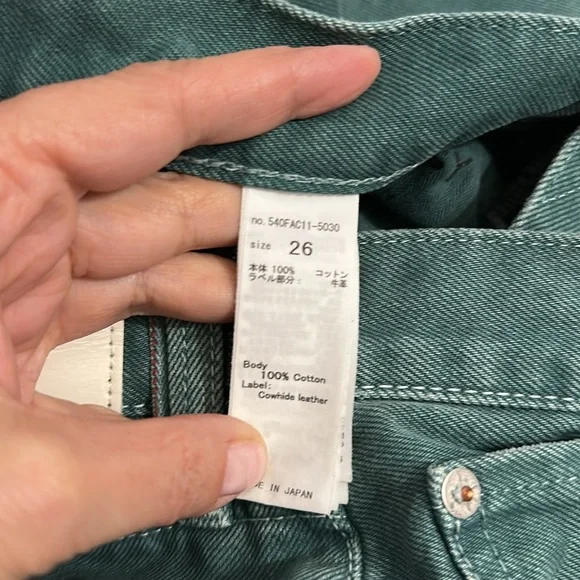 no.540FAC11-5030
size 26
本体 100% コットン
ラベル部分： 牛革
Body
100% Cotton
Label:
Cowhide leather
DE IN JAPAN